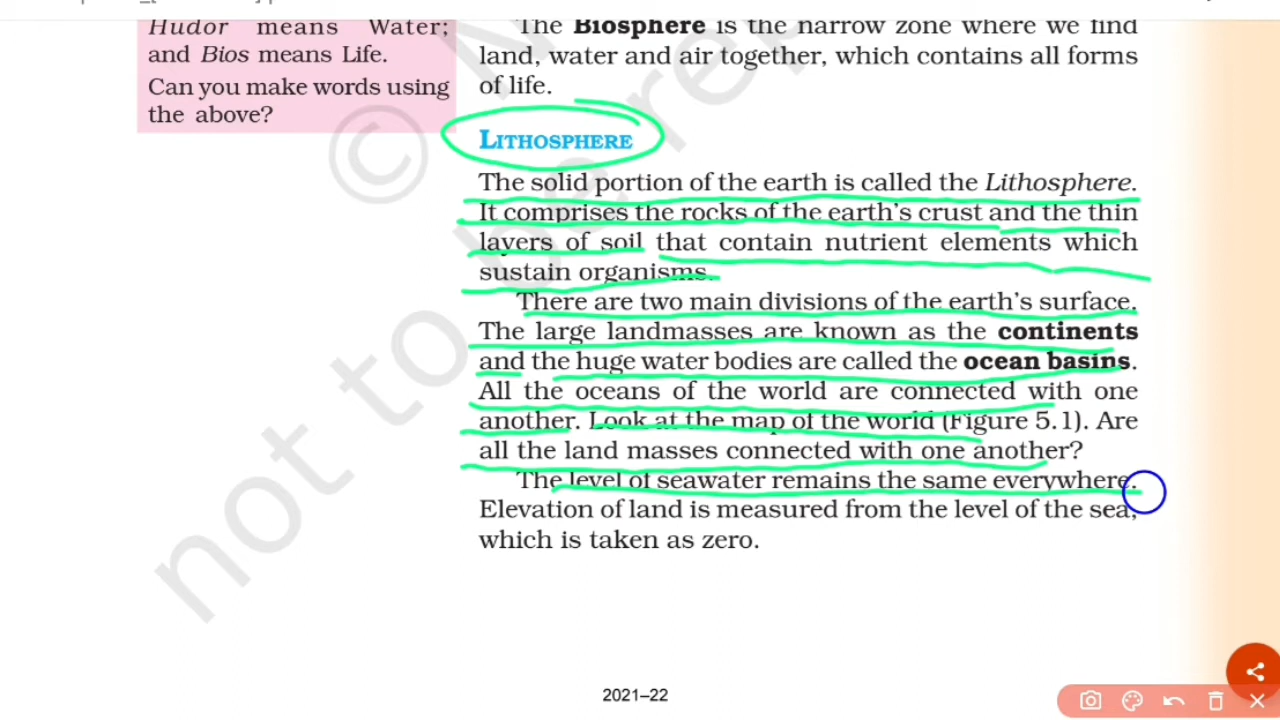 Hudor means Water;
and Bios means Life.
Can you make words using
the above?
The Biosphere is the narrow zone where we find
land, water and air together, which contains all forms
of life.
LITHOSPHERE
The solid portion of the earth is called the Lithosphere.
It comprises the rocks of the earth's crust and the thin
layers of soil that contain nutrient elements which
sustain organisms.
There are two main divisions of the earth's surface.
The large landmasses are known as the continents
and the huge water bodies are called the ocean basins.
All the oceans of the world are connected with one
another. Look at the map of the world (Figure 5.1). Are
all the land masses connected with one another?
The level of seawater remains the same everywhere.
Elevation of land is measured from the level of the sea,
which is taken as zero.
2021–22
© N
not to be rep